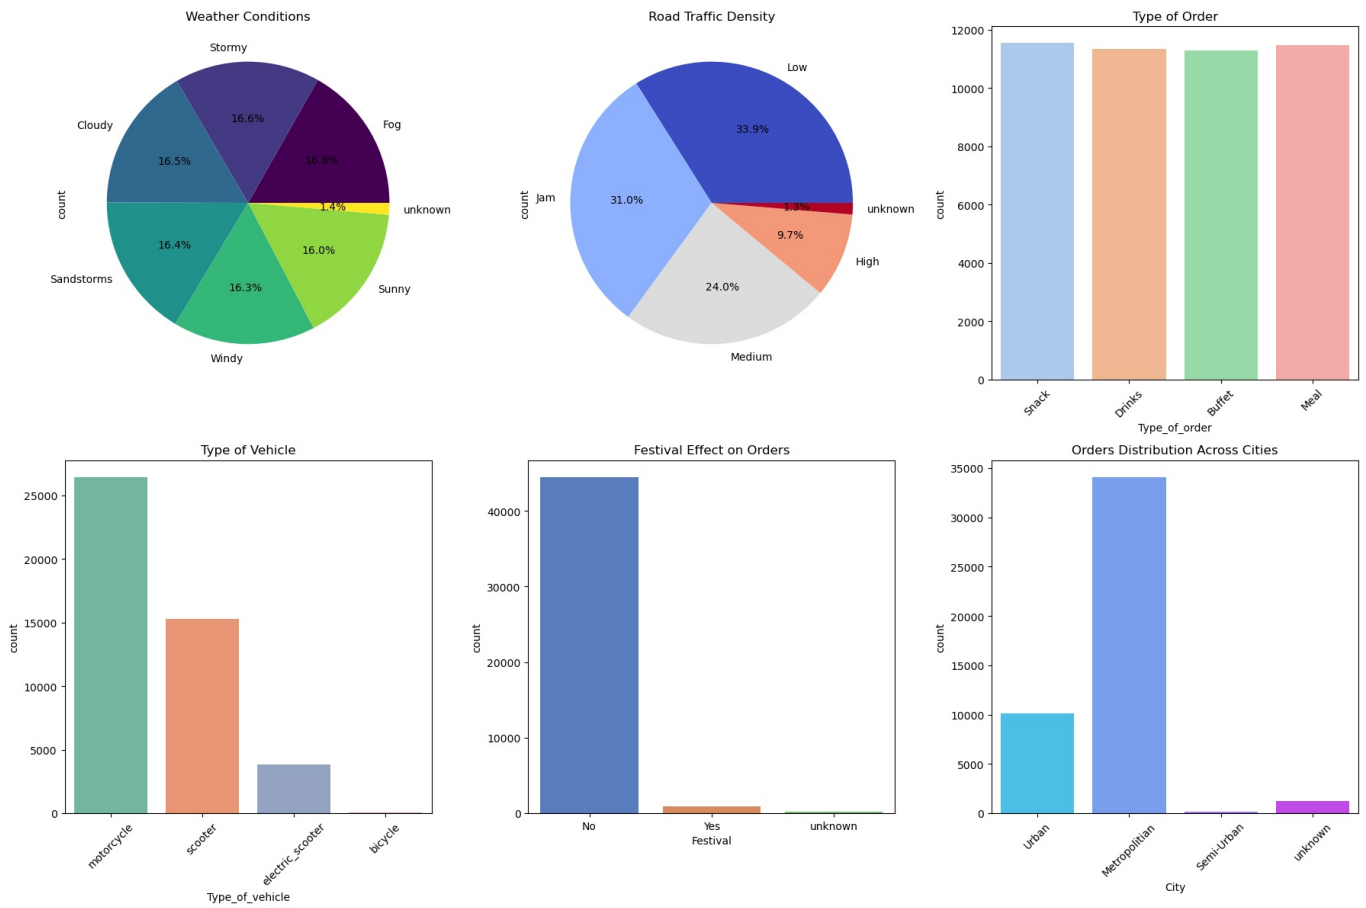 Weather Conditions
Stormy
Fog
Cloudy
16.6%
16.8%
16.5%
count
1.4%
unknown
16.4%
16.0%
Sandstorms
16.3%
Sunny
Windy
Road Traffic Density
Low
33.9%
count
Jam
31.0%
1.3%
unknown
9.7%
High
24.0%
Medium
Type of Order
12000
10000
8000
6000
4000
2000
0
count
Snack
Drinks
Buffet
Meal
Type_of_order
Type of Vehicle
25000
20000
15000
10000
5000
0
count
motorcycle
scooter
electric_scooter
bicycle
Type_of_vehicle
Festival Effect on Orders
40000
30000
20000
10000
0
count
No
Yes
unknown
Festival
Orders Distribution Across Cities
35000
30000
25000
20000
15000
10000
5000
0
count
Urban
Metropolitian
Semi-Urban
unknown
City